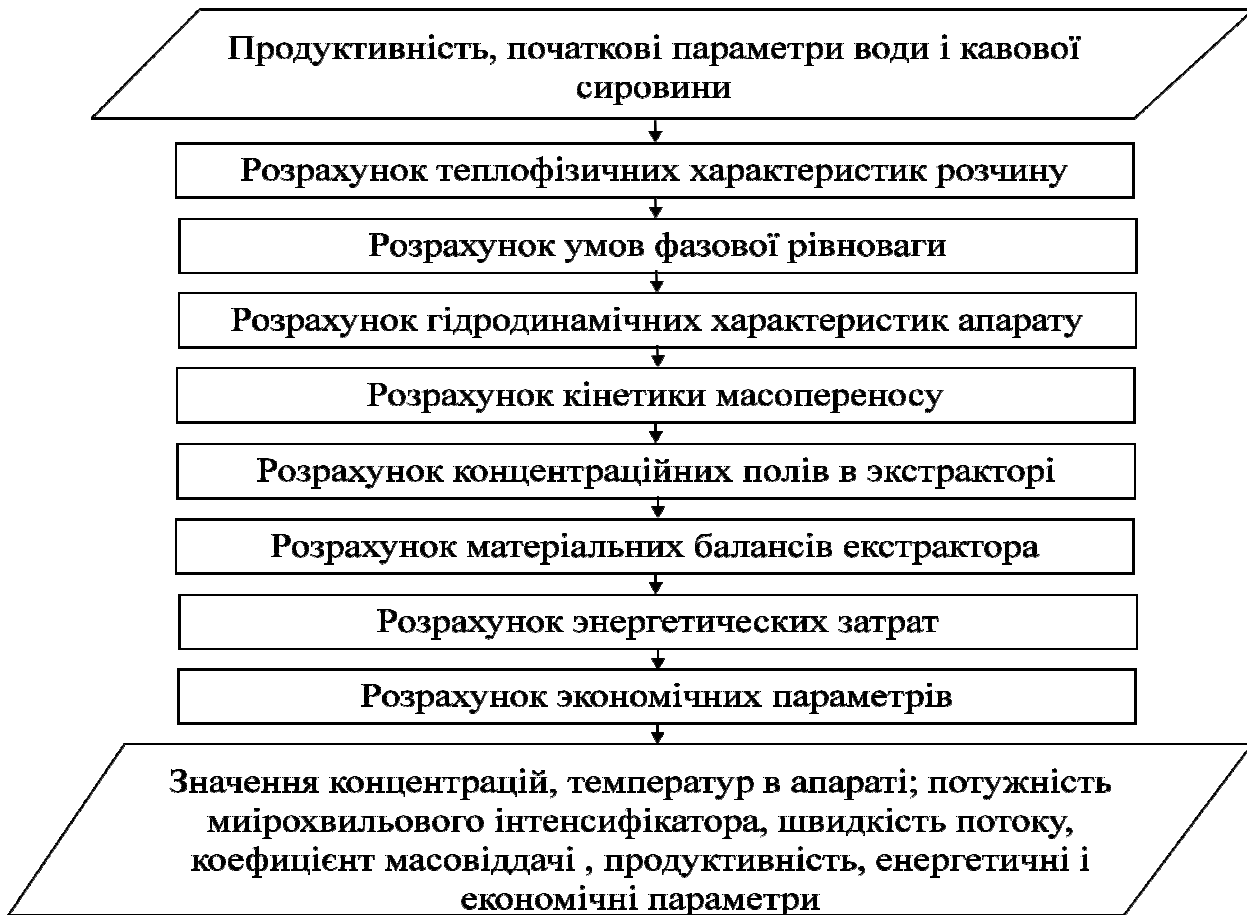 Продуктивність, початкові параметри води і кавової
сировини
Розрахунок теплофізичних характеристик розчину
Розрахунок умов фазової рівноваги
Розрахунок гідродинамічних характеристик апарату
Розрахунок кінетики масопереносу
Розрахунок концентраційних полів в экстракторі
Розрахунок матеріальних балансів екстрактора
Розрахунок энергетических затрат
Розрахунок экономічних параметрів
Значення концентрацій, температур в апараті; потужність
миірохвильового інтенсифікатора, швидкість потоку,
коефицієнт масовіддачі , продуктивність, енергетичні і
економічні параметри